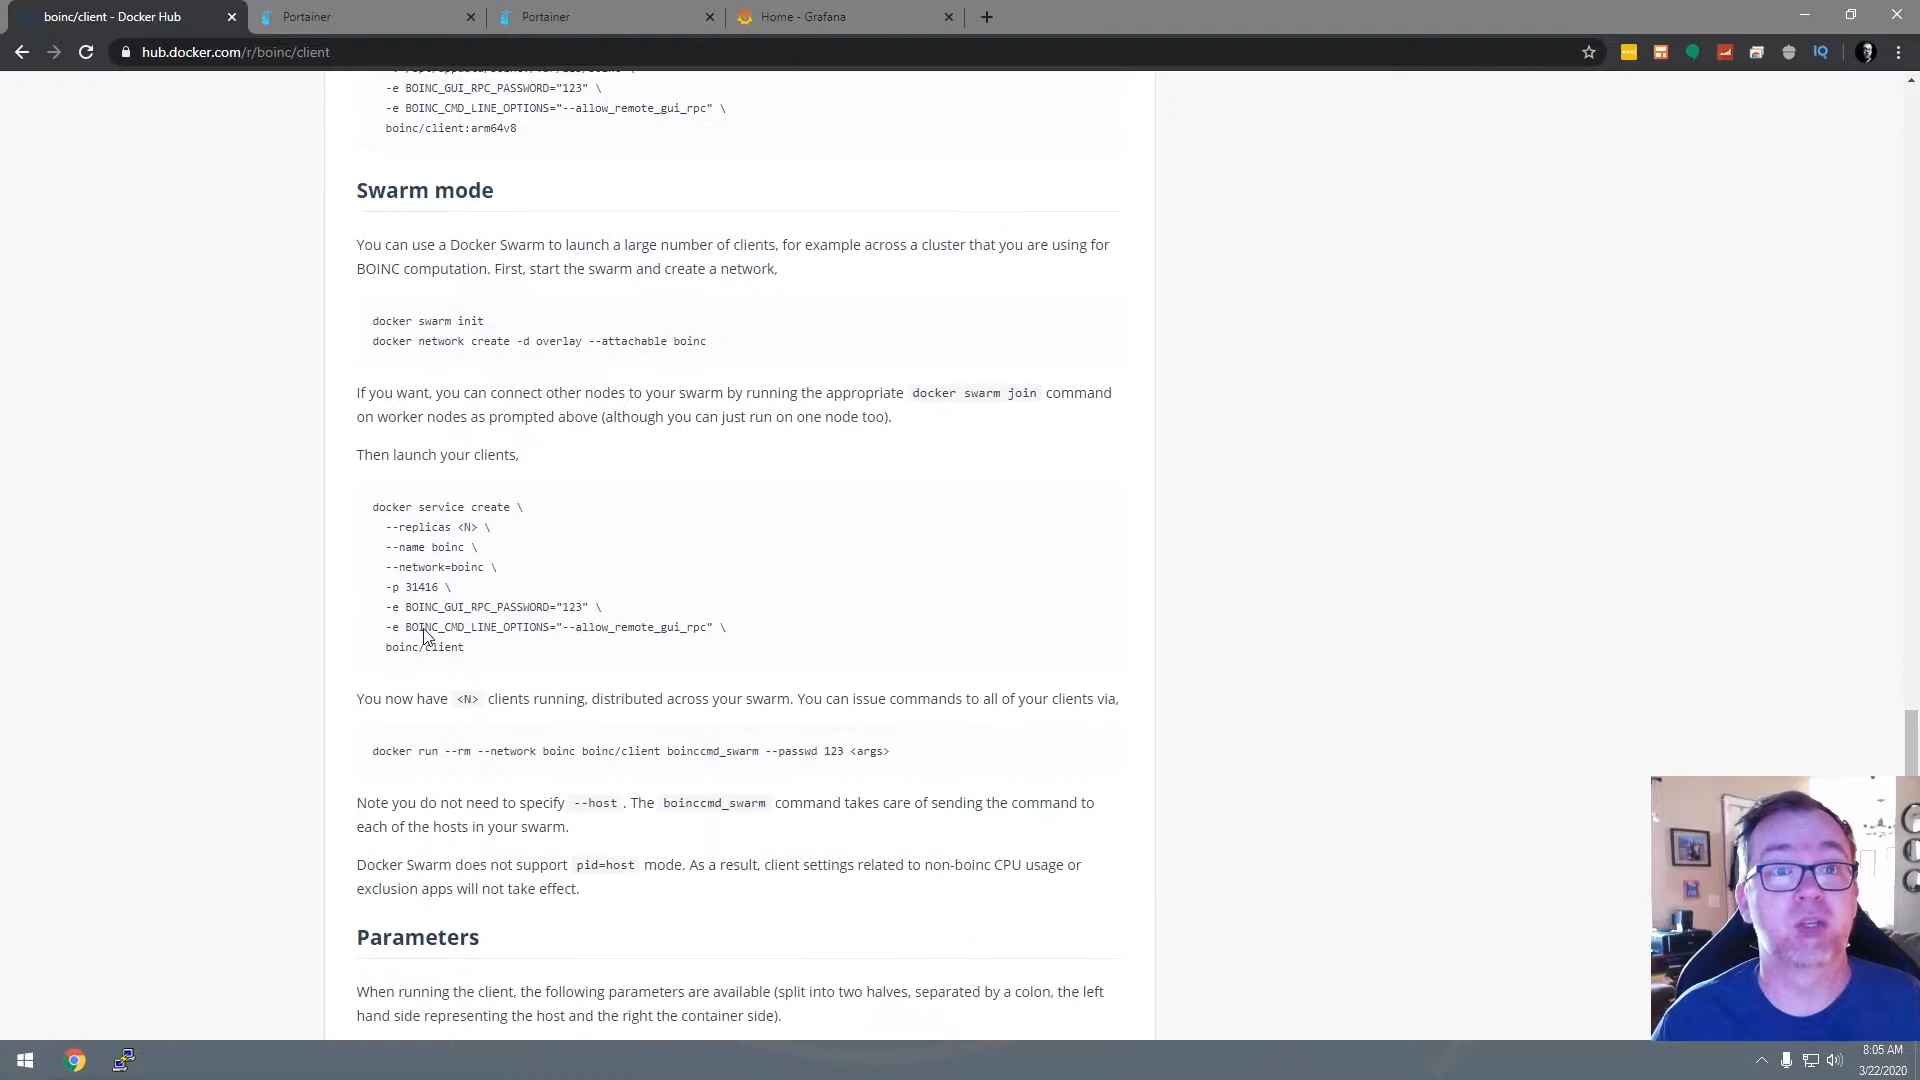 boinc/client - Docker Hub
Portainer
Portainer
Home - Grafana
hub.docker.com/r/boinc/client
IQ
-e BOINC_GUI_RPC_PASSWORD="123" \
-e BOINC_CMD_LINE_OPTIONS="--allow_remote_gui_rpc" \
boinc/client:arm64v8
Swarm mode
You can use a Docker Swarm to launch a large number of clients, for example across a cluster that you are using for
BOINC computation. First, start the swarm and create a network,
docker swarm init
docker network create -d overlay --attachable boinc
If you want, you can connect other nodes to your swarm by running the appropriate docker swarm join command
on worker nodes as prompted above (although you can just run on one node too).
Then launch your clients,
docker service create \
--replicas <N> \
--name boinc \
--network=boinc \
-p 31416 \
-e BOINC_GUI_RPC_PASSWORD="123" \
-e BOINC_CMD_LINE_OPTIONS="--allow_remote_gui_rpc" \
boinc/client
You now have <N> clients running, distributed across your swarm. You can issue commands to all of your clients via,
docker run --rm --network boinc boinc/client boinccmd_swarm --passwd 123 <args>
Note you do not need to specify --host . The boinccmd_swarm command takes care of sending the command to
each of the hosts in your swarm.
Docker Swarm does not support pid=host mode. As a result, client settings related to non-boinc CPU usage or
exclusion apps will not take effect.
Parameters
When running the client, the following parameters are available (split into two halves, separated by a colon, the left
hand side representing the host and the right the container side).
8:05 AM
3/22/2020